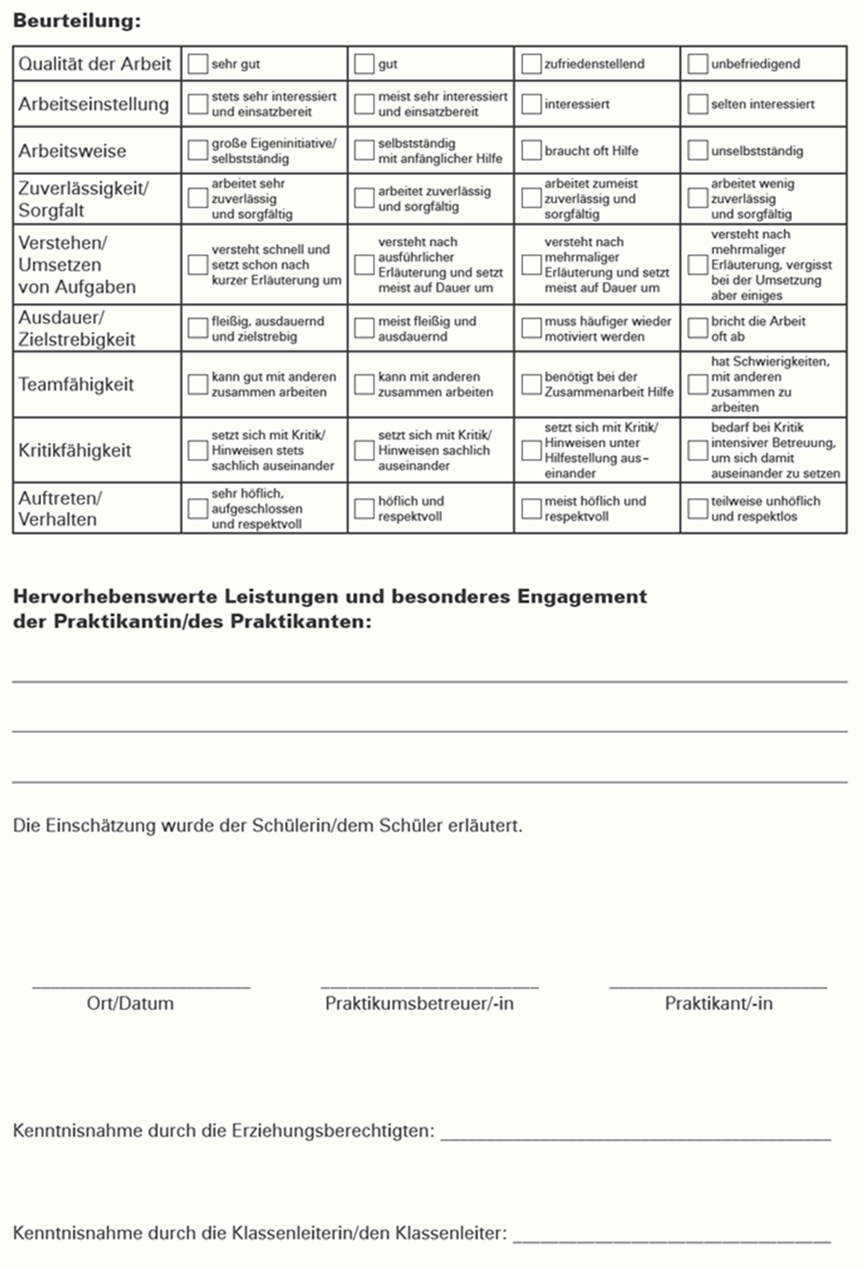 Beurteilung:
Qualität der Arbeit
sehr gut
gut
zufriedenstellend
unbefriedigend
Arbeitseinstellung
stets sehr interessiert
und einsatzbereit
meist sehr interessiert
und einsatzbereit
interessiert
selten interessiert
Arbeitsweise
große Eigeninitiative/
selbstständig
selbstständig
mit anfänglicher Hilfe
braucht oft Hilfe
unselbstständig
Zuverlässigkeit/
Sorgfalt
arbeitet sehr
zuverlässig
und sorgfältig
arbeitet zuverlässig
und sorgfältig
arbeitet zumeist
zuverlässig und
sorgfältig
arbeitet wenig
zuverlässig
und sorgfältig
Verstehen/
Umsetzen
von Aufgaben
versteht schnell und
setzt schon nach
kurzer Erläuterung um
versteht nach
ausführlicher
Erläuterung und setzt
meist auf Dauer um
versteht nach
mehrmaliger
Erläuterung und setzt
meist auf Dauer um
versteht nach
mehrmaliger
Erläuterung, vergisst
bei der Umsetzung
aber einiges
Ausdauer/
Zielstrebigkeit
fleißig, ausdauernd
und zielstrebig
meist fleißig und
ausdauernd
muss häufiger wieder
motiviert werden
bricht die Arbeit
oft ab
Teamfähigkeit
kann gut mit anderen
zusammen arbeiten
kann mit anderen
zusammen arbeiten
benötigt bei der
Zusammenarbeit Hilfe
hat Schwierigkeiten,
mit anderen
zusammen zu
arbeiten
Kritikfähigkeit
setzt sich mit Kritik/
Hinweisen stets
sachlich auseinander
setzt sich mit Kritik/
Hinweisen sachlich
auseinander
setzt sich mit Kritik/
Hinweisen unter
Hilfestellung aus-
einander
bedarf bei Kritik
intensiver Betreuung,
um sich damit
auseinander zu setzen
Auftreten/
Verhalten
sehr höflich,
aufgeschlossen
und respektvoll
höflich und
respektvoll
meist höflich und
respektvoll
teilweise unhöflich
und respektlos
Hervorhebenswerte Leistungen und besonderes Engagement
der Praktikantin/des Praktikanten:
Die Einschätzung wurde der Schülerin/dem Schüler erläutert.
Ort/Datum
Praktikumsbetreuer/-in
Praktikant/-in
Kenntnisnahme durch die Erziehungsberechtigten:
Kenntnisnahme durch die Klassenleiterin/den Klassenleiter: